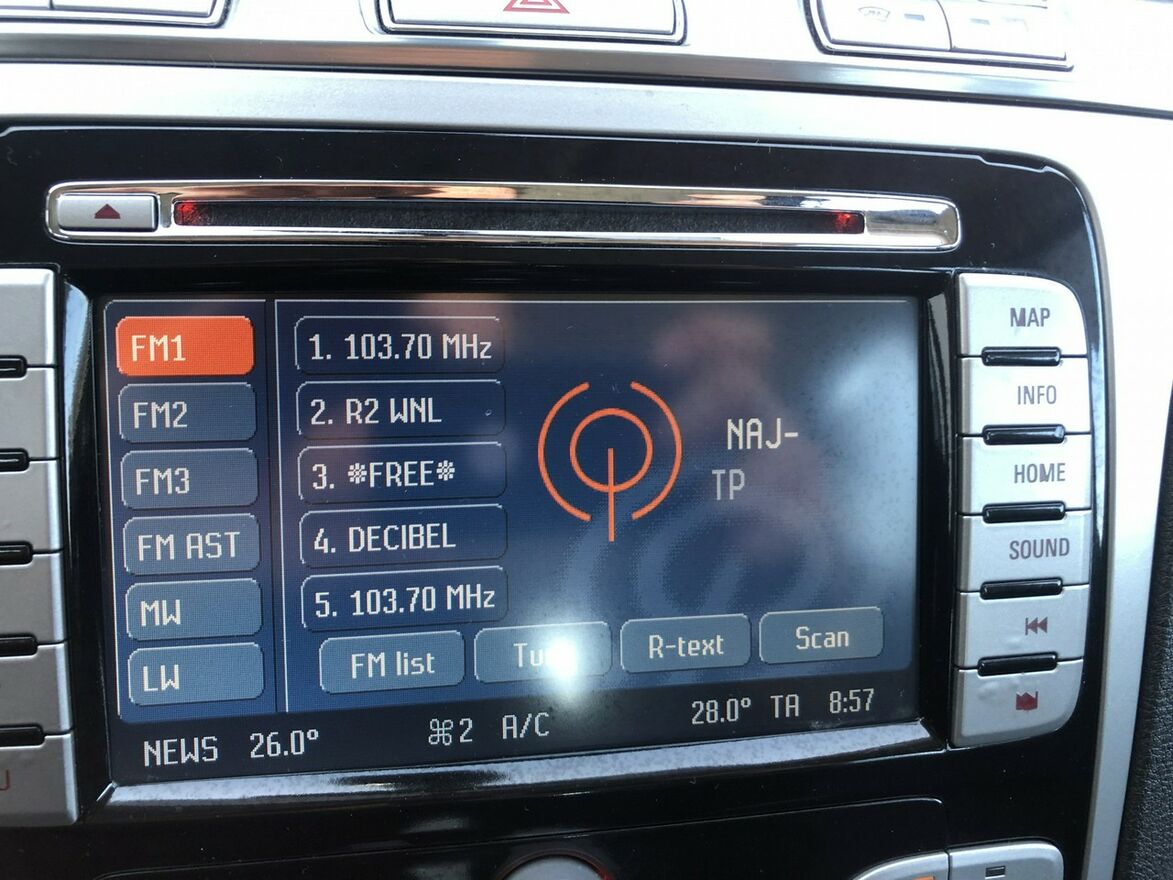 FM1
FM2
FM3
FM AST
MW
LW
1. 103.70 MHz
2. R2 WNL
3. *FREE*
4. DECIBEL
5. 103.70 MHz
NAJ-
TP
FM list
R-text
Scan
NEWS 26.0° ⌘2 A/C 28.0° TA 8:57
MAP
INFO
HOME
SOUND